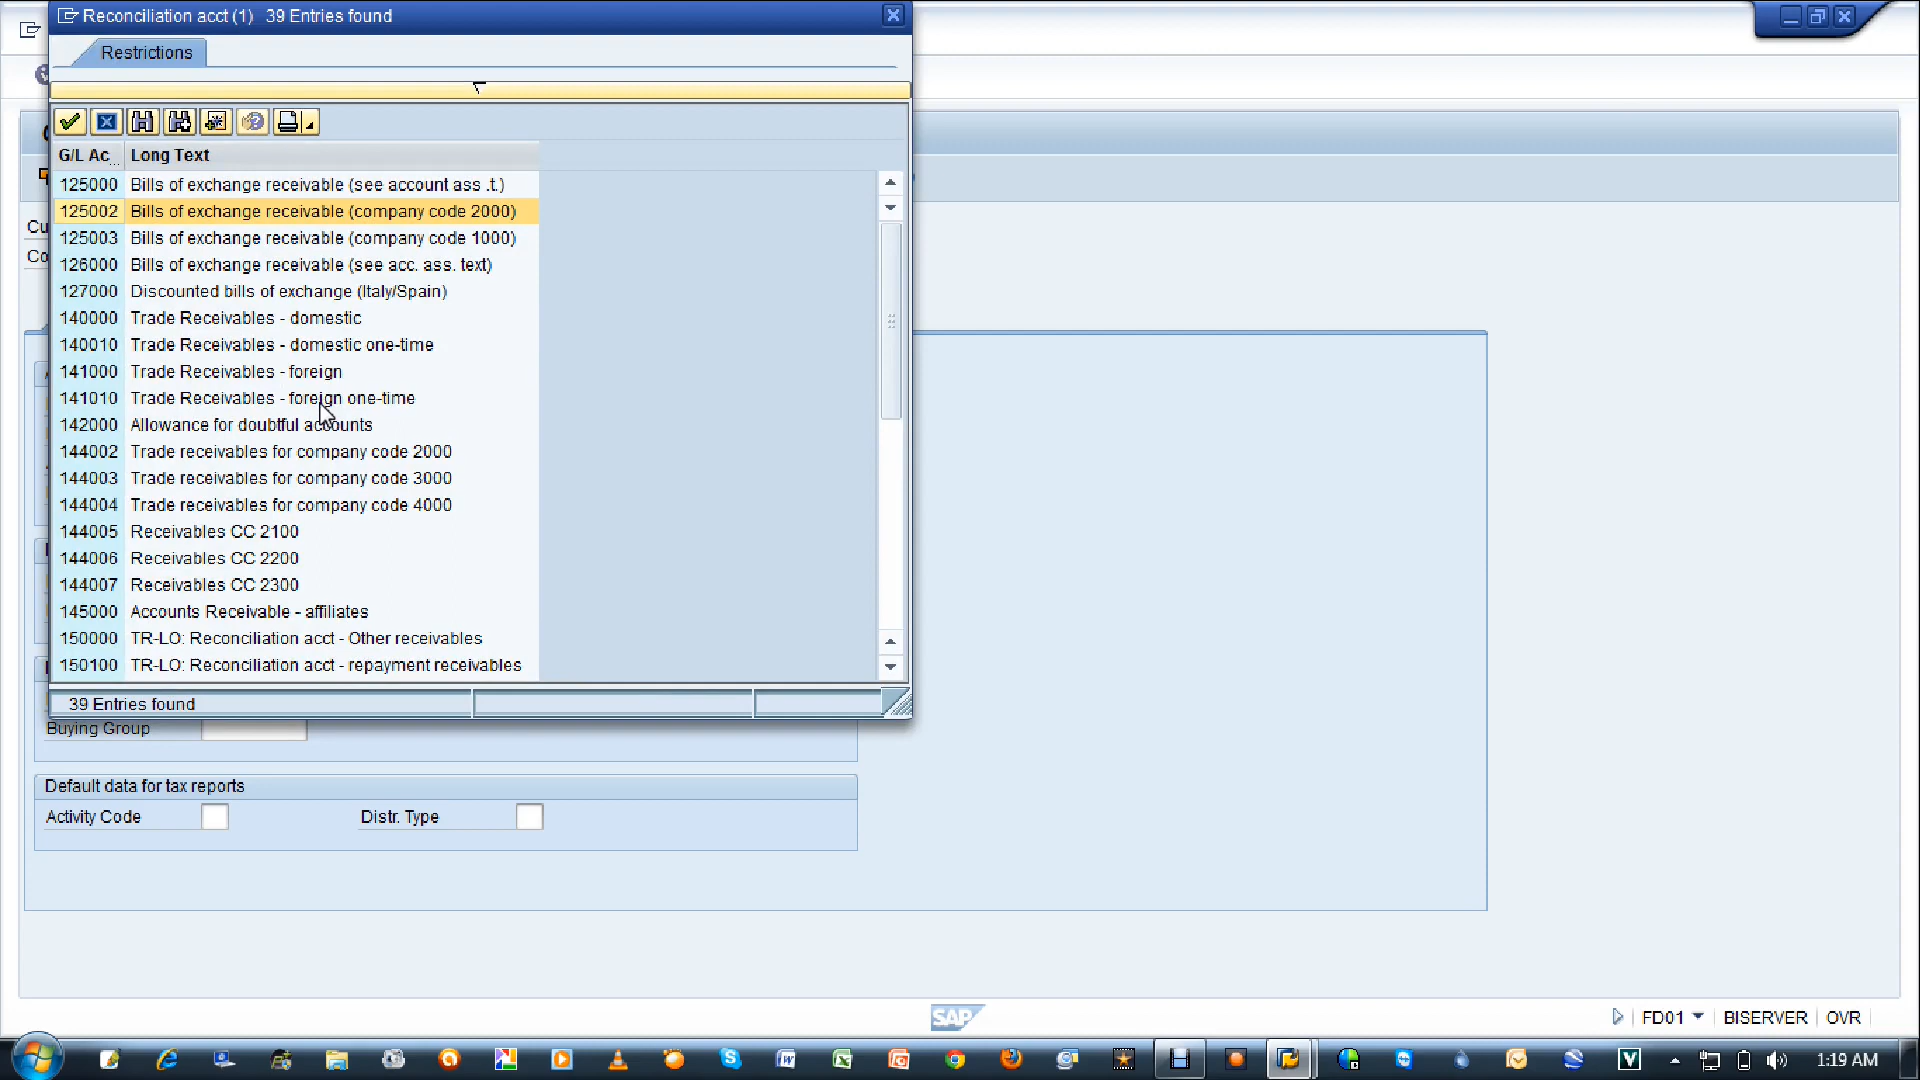 Reconciliation acct (1)   39 Entries found
Restrictions
G/L Ac... Long Text
125000 Bills of exchange receivable (see account ass .t.)
125002 Bills of exchange receivable (company code 2000)
125003 Bills of exchange receivable (company code 1000)
126000 Bills of exchange receivable (see acc. ass. text)
127000 Discounted bills of exchange (Italy/Spain)
140000 Trade Receivables - domestic
140010 Trade Receivables - domestic one-time
141000 Trade Receivables - foreign
141010 Trade Receivables - foreign one-time
142000 Allowance for doubtful accounts
144002 Trade receivables for company code 2000
144003 Trade receivables for company code 3000
144004 Trade receivables for company code 4000
144005 Receivables CC 2100
144006 Receivables CC 2200
144007 Receivables CC 2300
145000 Accounts Receivable - affiliates
150000 TR-LO: Reconciliation acct - Other receivables
150100 TR-LO: Reconciliation acct - repayment receivables
39 Entries found
Cu
Co
Buying Group
Default data for tax reports
Activity Code Distr. Type
SAP
FD01 BISERVER OVR
1:19 AM